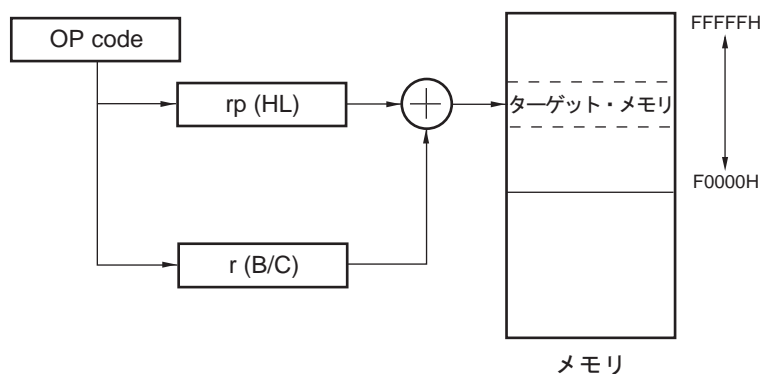 OP code
FFFFFH
rp (HL)
ターゲット・メモリ
F0000H
r (B/C)
メモリ